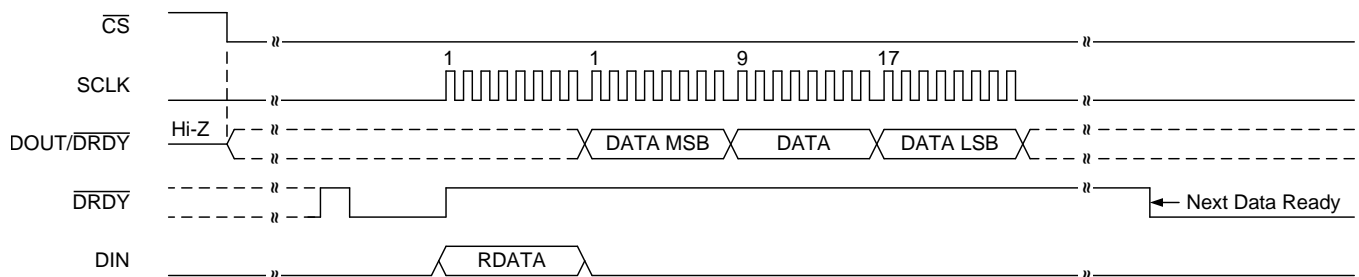 CS
1 1 9 17
SCLK
Hi-Z
DOUT/DRDY DATA MSB DATA DATA LSB
DRDY Next Data Ready
DIN RDATA